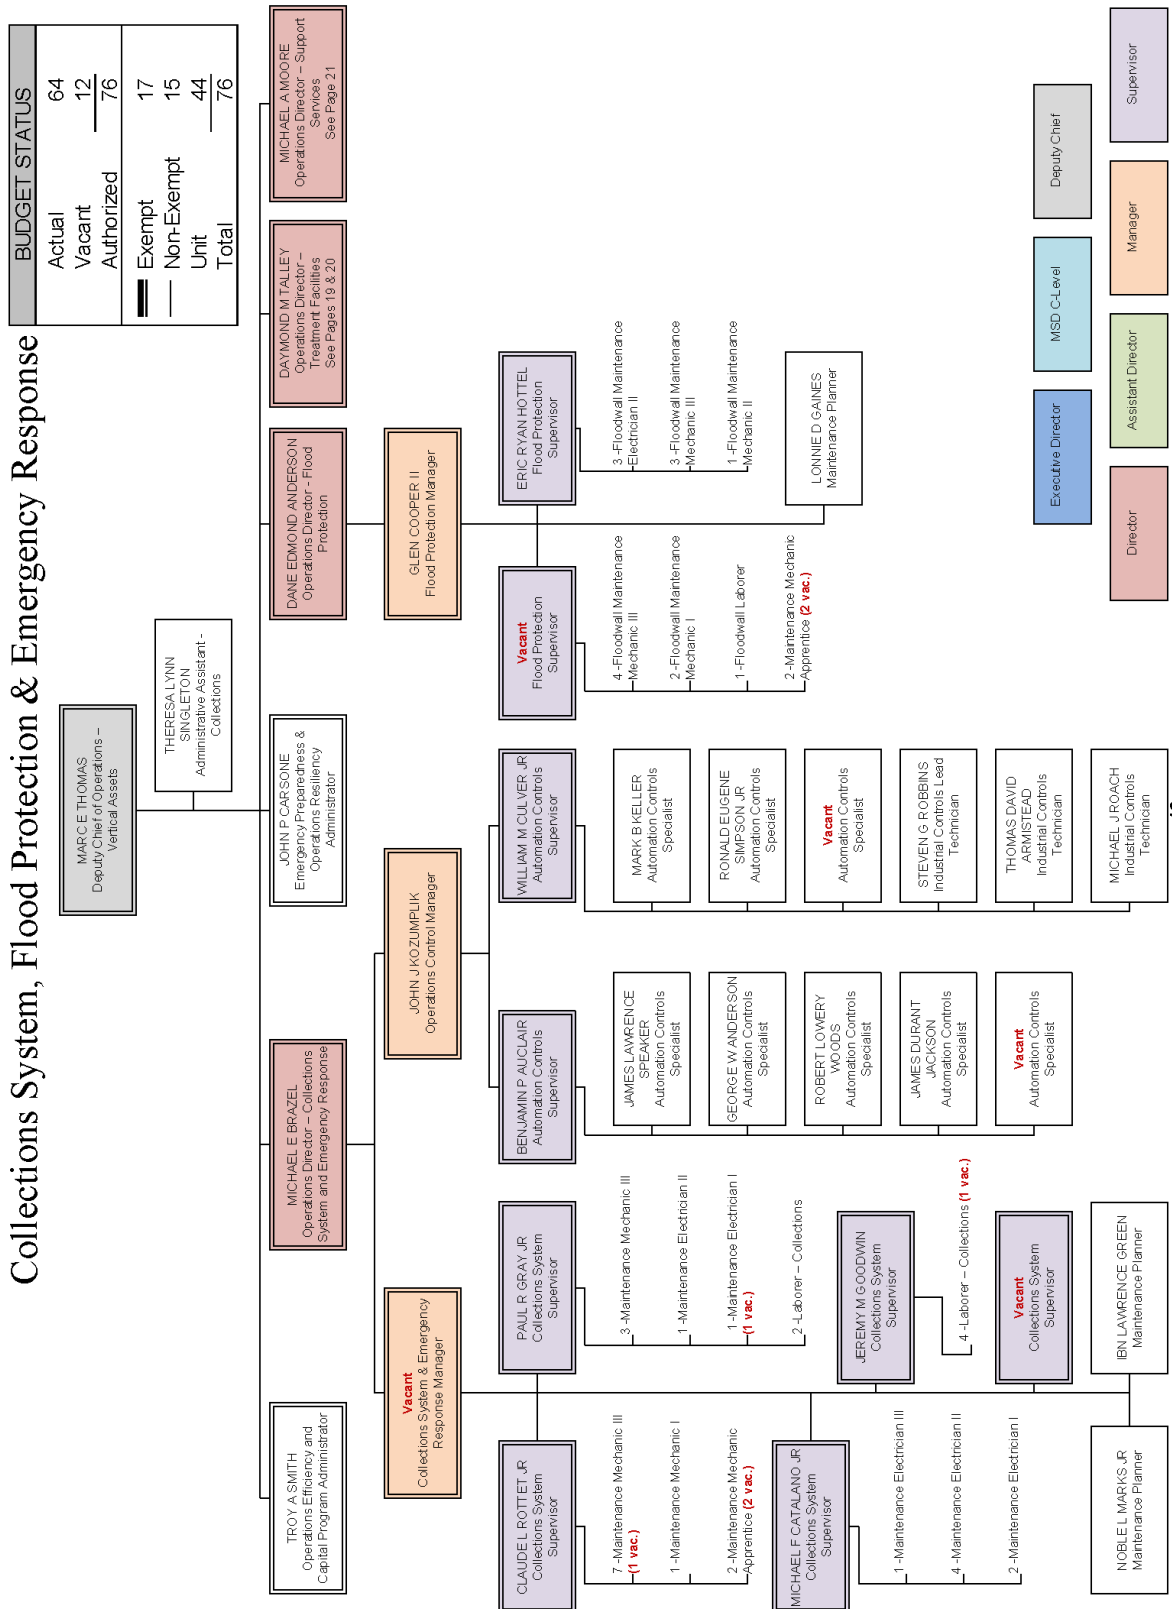 Collections System, Flood Protection & Emergency Response
BUDGET STATUS
Actual 64
Vacant 12
Authorized 76
Exempt 17
Non-Exempt 15
Unit 44
Total 76
MARC E THOMAS
Deputy Chief of Operations –
Vertical Assets
THERESA LYNN
SINGLETON
Administrative Assistant -
Collections
TROY A SMITH
Operations Efficiency and
Capital Program Administrator
MICHAEL E BRAZEL
Operations Director – Collections
System and Emergency Response
JOHN P CARSONE
Emergency Preparedness &
Operations Resiliency
Administrator
DANE EDMOND ANDERSON
Operations Director - Flood
Protection
DAYMOND M TALLEY
Operations Director –
Treatment Facilities
See Pages 19 & 20
MICHAEL A MOORE
Operations Director – Support
Services
See Page 21
Vacant
Collections System & Emergency
Response Manager
JOHN J KOZUMPLIK
Operations Control Manager
GLEN COOPER II
Flood Protection Manager
CLAUDE L ROTTET JR
Collections System
Supervisor
7 -Maintenance Mechanic III
(1 vac.)
1 -Maintenance Mechanic I
2 -Maintenance Mechanic
Apprentice (2 vac.)
PAUL R GRAY JR
Collections System
Supervisor
3 -Maintenance Mechanic III
1 -Maintenance Electrician II
1 -Maintenance Electrician I
(1 vac.)
2 -Laborer – Collections
MICHAEL F CATALANO JR
Collections System
Supervisor
1 -Maintenance Electrician III
4 -Maintenance Electrician II
2 -Maintenance Electrician I
JEREMY M GOODWIN
Collections System
Supervisor
4 -Laborer – Collections (1 vac.)
Vacant
Collections System
Supervisor
NOBLE L MARKS JR
Maintenance Planner
IBN LAWRENCE GREEN
Maintenance Planner
BENJAMIN P AUCLAIR
Automation Controls
Supervisor
JAMES LAWRENCE
SPEAKER
Automation Controls
Specialist
GEORGE W ANDERSON
Automation Controls
Specialist
ROBERT LOWERY
WOODS
Automation Controls
Specialist
JAMES DURANT
JACKSON
Automation Controls
Specialist
Vacant
Automation Controls
Specialist
WILLIAM M CULVER JR
Automation Controls
Supervisor
MARK B KELLER
Automation Controls
Specialist
RONALD EUGENE
SIMPSON JR
Automation Controls
Specialist
Vacant
Automation Controls
Specialist
STEVEN G ROBBINS
Industrial Controls Lead
Technician
THOMAS DAVID
ARMISTEAD
Industrial Controls
Technician
MICHAEL J ROACH
Industrial Controls
Technician
Vacant
Flood Protection
Supervisor
4 -Floodwall Maintenance
Mechanic III
2 -Floodwall Maintenance
Mechanic I
1 -Floodwall Laborer
2 -Maintenance Mechanic
Apprentice (2 vac.)
ERIC RYAN HOTTEL
Flood Protection
Supervisor
3 -Floodwall Maintenance
Electrician II
3 -Floodwall Maintenance
Mechanic III
1 -Floodwall Maintenance
Mechanic II
LONNIE D GAINES
Maintenance Planner
Executive Director
MSD C-Level
Deputy Chief
Director
Assistant Director
Manager
Supervisor